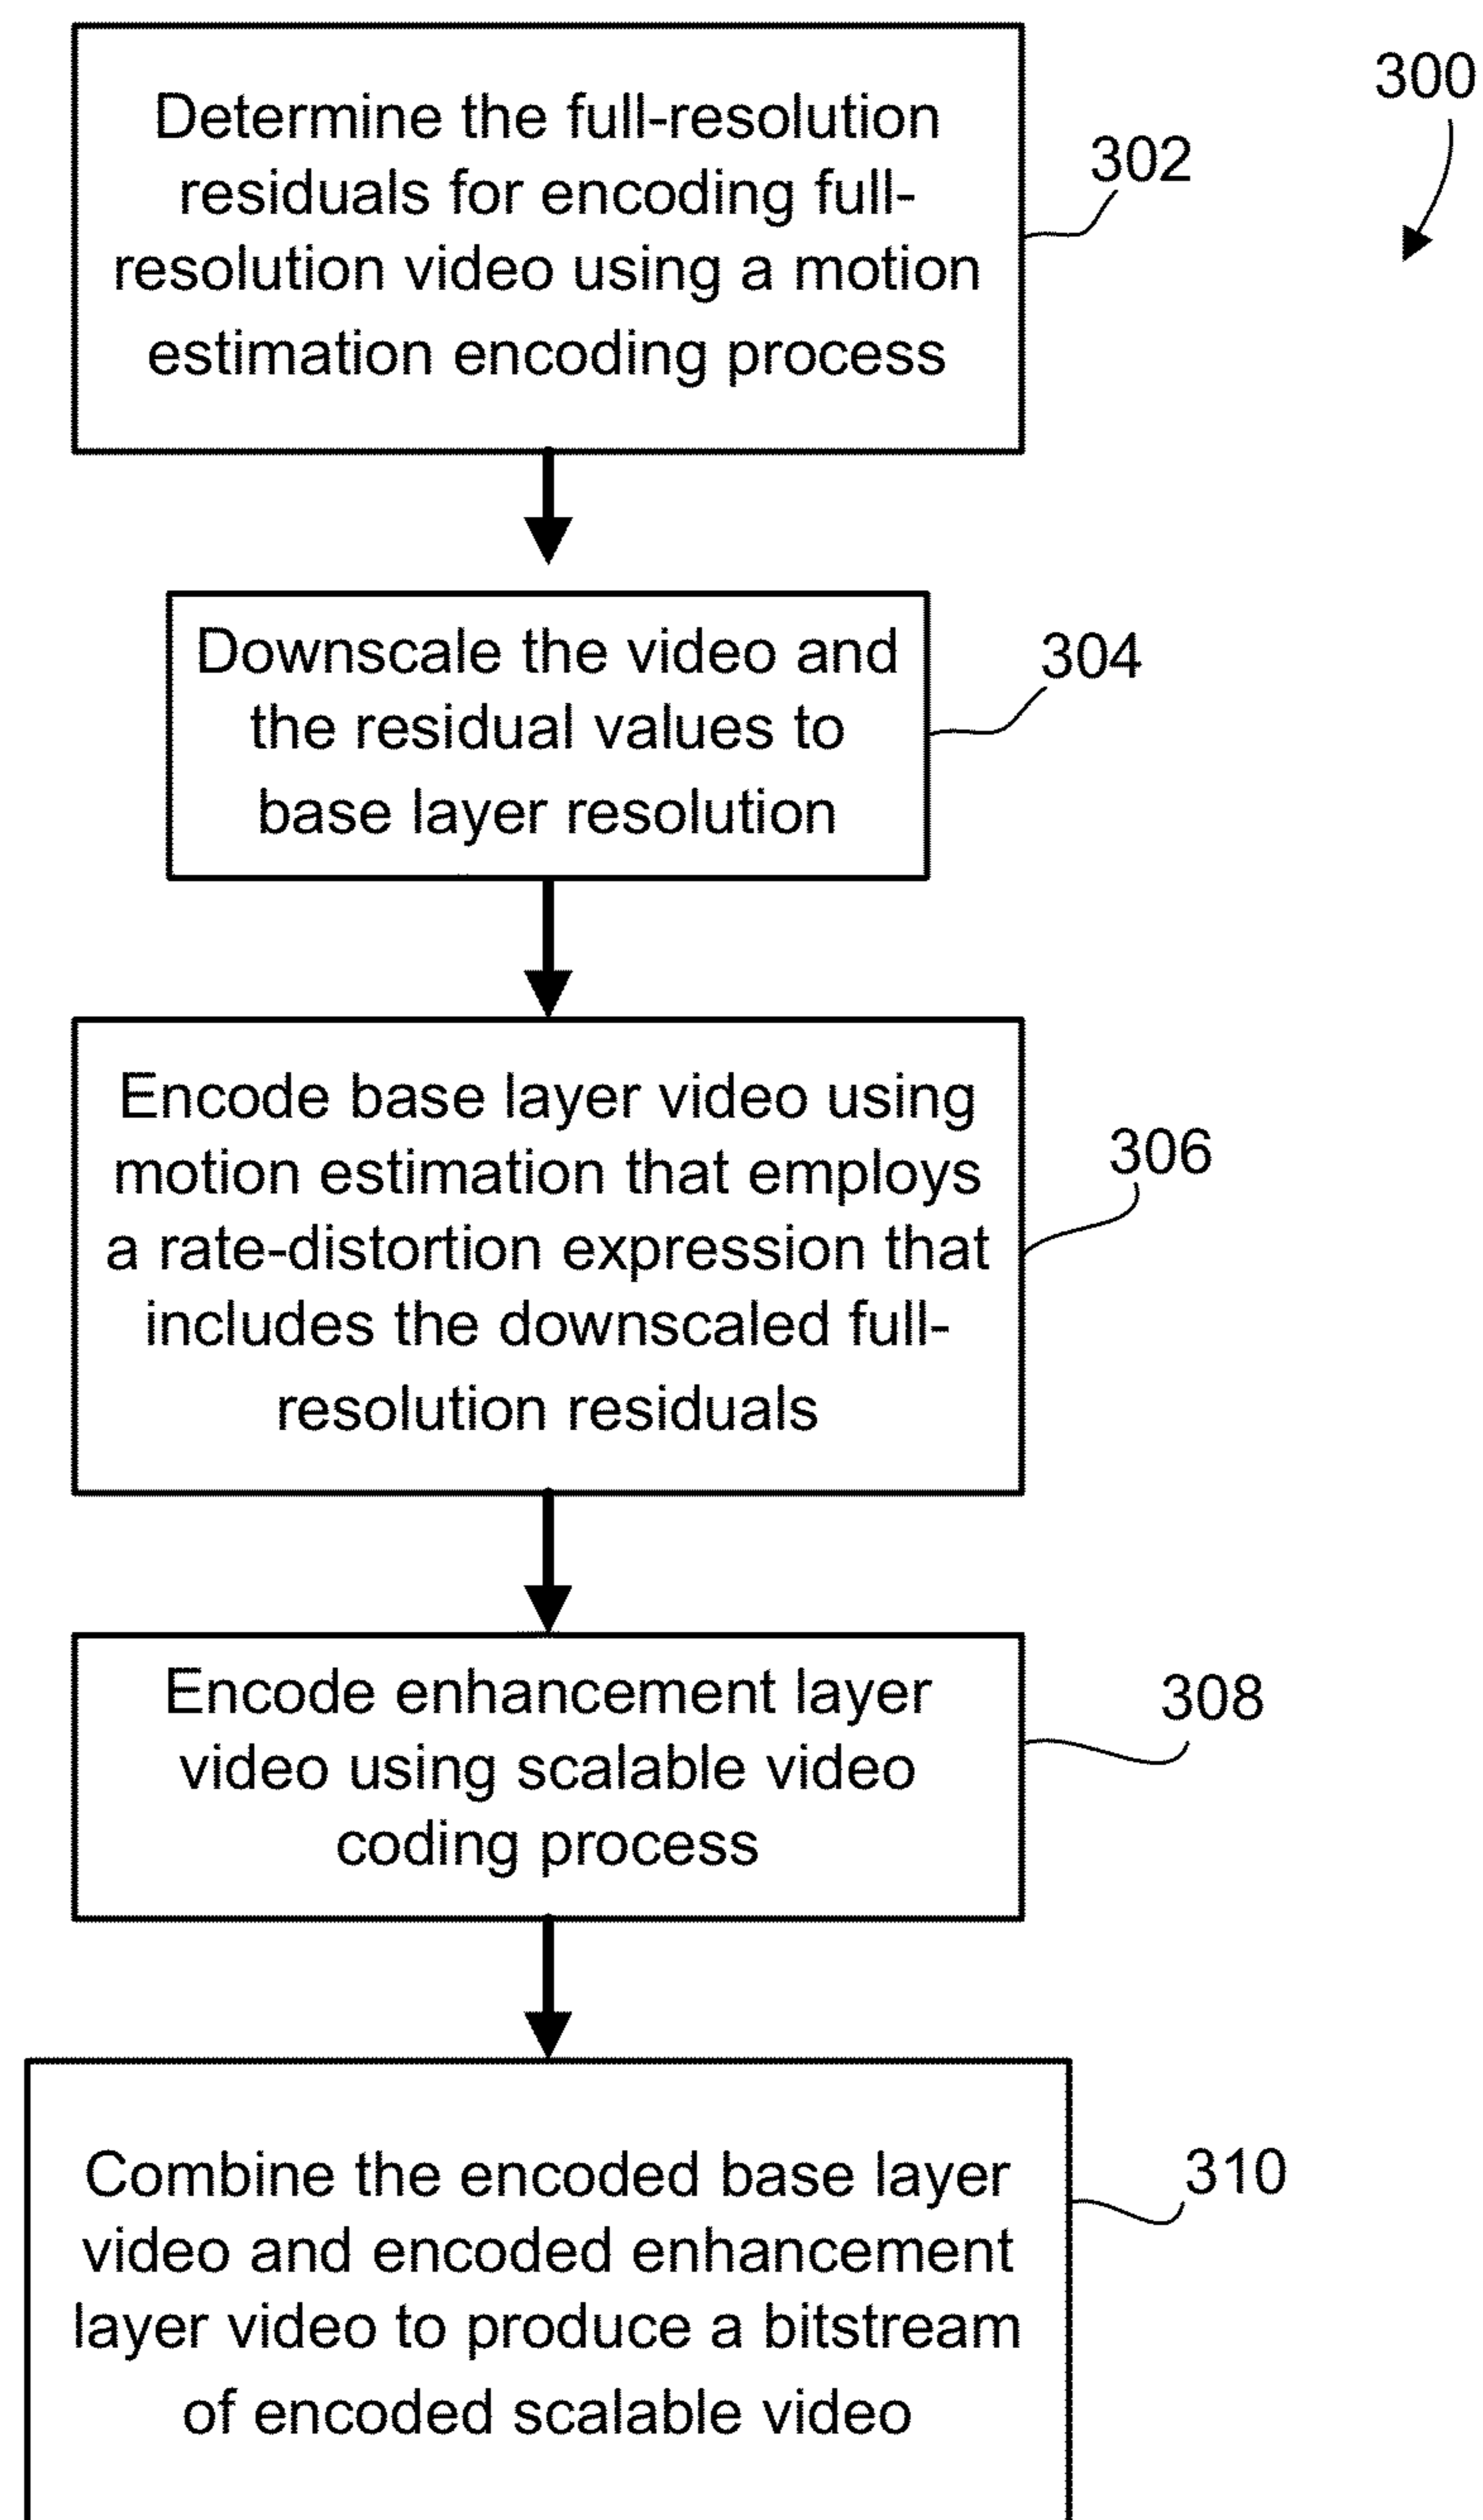 300
Determine the full-resolution
residuals for encoding full-
resolution video using a motion
estimation encoding process
302
Downscale the video and
the residual values to
base layer resolution
304
Encode base layer video using
motion estimation that employs
a rate-distortion expression that
includes the downscaled full-
resolution residuals
306
Encode enhancement layer
video using scalable video
coding process
308
Combine the encoded base layer
video and encoded enhancement
layer video to produce a bitstream
of encoded scalable video
310